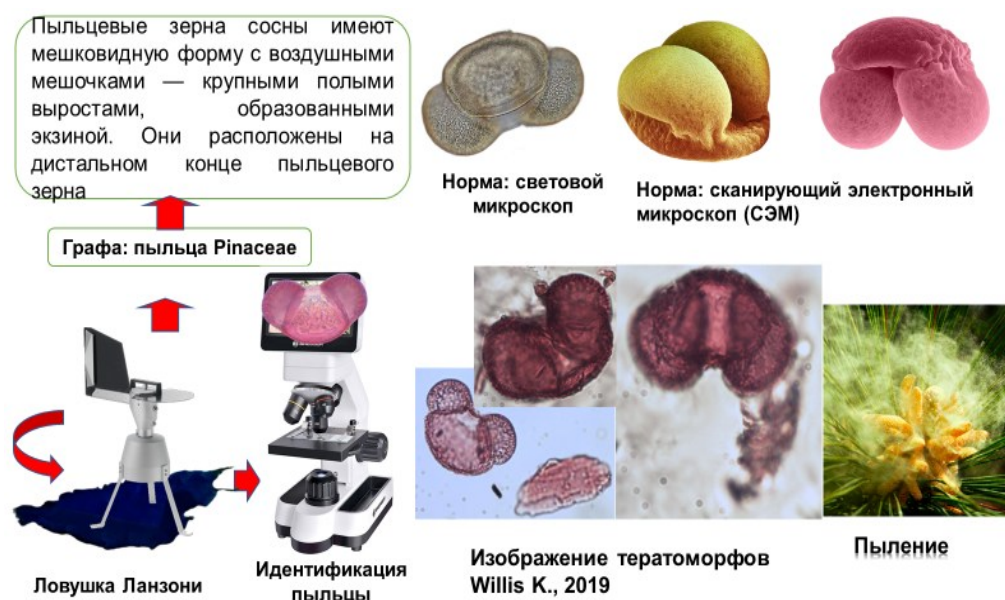 Пыльцевые зерна сосны имеют
мешковидную форму с воздушными
мешочками — крупными полыми
выростами, образованными
экзиной. Они расположены на
дистальном конце пыльцевого
зерна
Норма: световой
микроскоп
Норма: сканирующий электронный
микроскоп (СЭМ)
Графа: пыльца Pinaceae
Ловушка Ланзони
Идентификация
пыльцы
Изображение тератоморфов
Willis K., 2019
Пыление